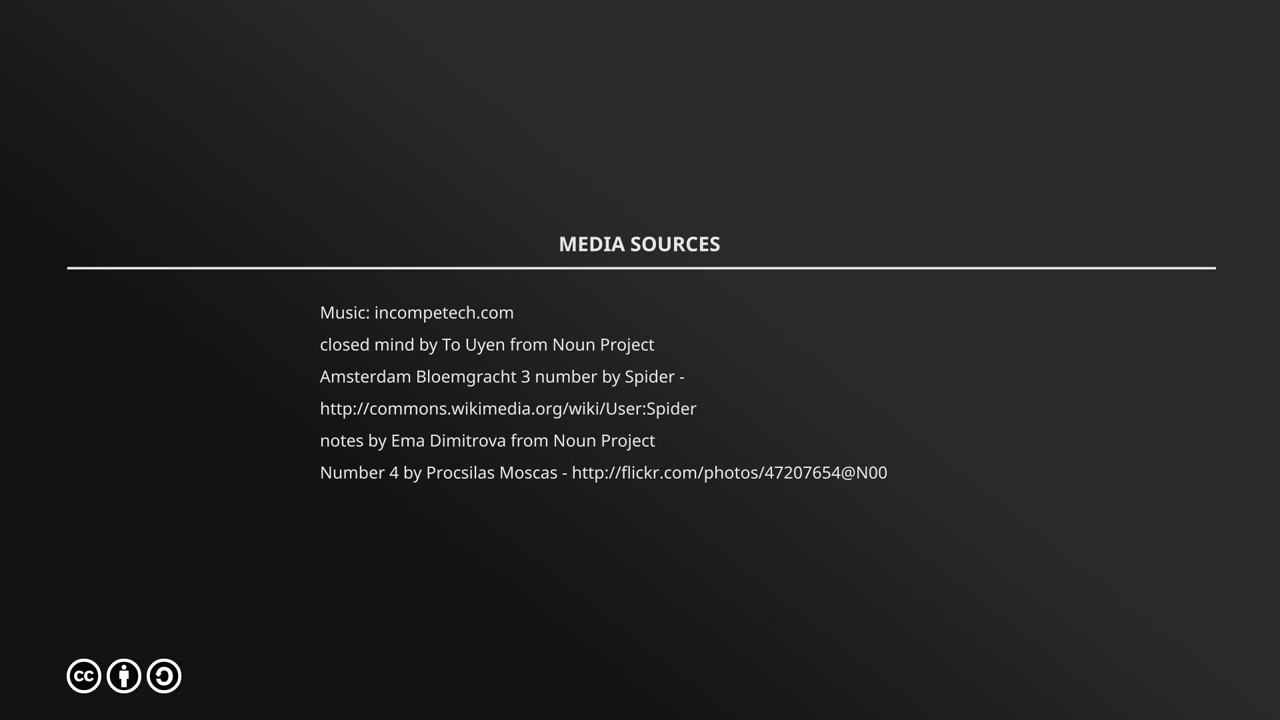 MEDIA SOURCES
Music: incompetech.com
closed mind by To Uyen from Noun Project
Amsterdam Bloemgracht 3 number by Spider -
http://commons.wikimedia.org/wiki/User:Spider
notes by Ema Dimitrova from Noun Project
Number 4 by Procsilas Moscas - http://flickr.com/photos/47207654@N00
cc